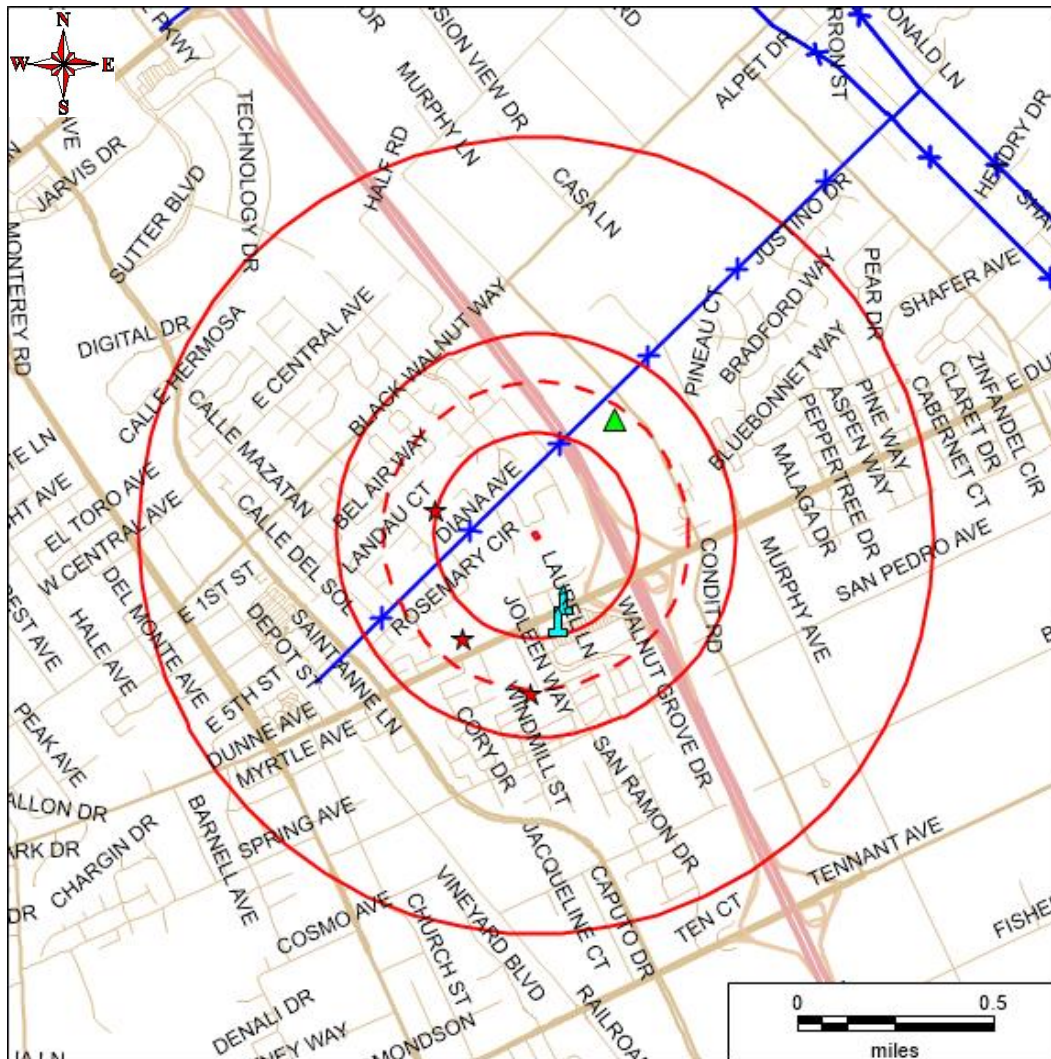 N
W E
S
JARVIS DR
SUTTER BLVD
TECHNOLOGY DR
MURPHY LN
HALF RD
CASA LN
ALPET DR
HENDRY DR
JUSTINO DR
MONTEREY RD
DIGITAL DR
CALLE HERMOSA
E CENTRAL AVE
BLACK WALNUT WAY
PINEAU CT
BRADFORD WAY
PEAR DR
SHAFER AVE
BLUEBONNET WAY
CALLE MAZATAN
BELAIR WAY
LANDAU CT
DIANA AVE
PINE WAY
ASPEN WAY
PEPPERTREE DR
MALAGA DR
CABERNET CT
CLARET DR
ZINFANDEL CIR
EL TORO AVE
W CENTRAL AVE
CALLE DEL SOL
ROSEMARY CIR
LAUREL LN
CONDIT RD
MURPHY AVE
SAN PEDRO AVE
HALE AVE
DEL MONTE AVE
E 1ST ST
DEPOT ST
SAINT ANNE LN
JOLEEN WAY
WALNUT GROVE DR
E 5TH ST
DUNNE AVE
MYRTLE AVE
PEAK AVE
CORY DR
WINDMILL ST
SAN RAMON DR
CHARGIN DR
BARNELL AVE
SPRING AVE
TENNANT AVE
COSMO AVE
CHURCH ST
VINEYARD BLVD
JACQUELINE CT
CAPUTO DR
TEN CT
DENALI DR
0 0.5
miles